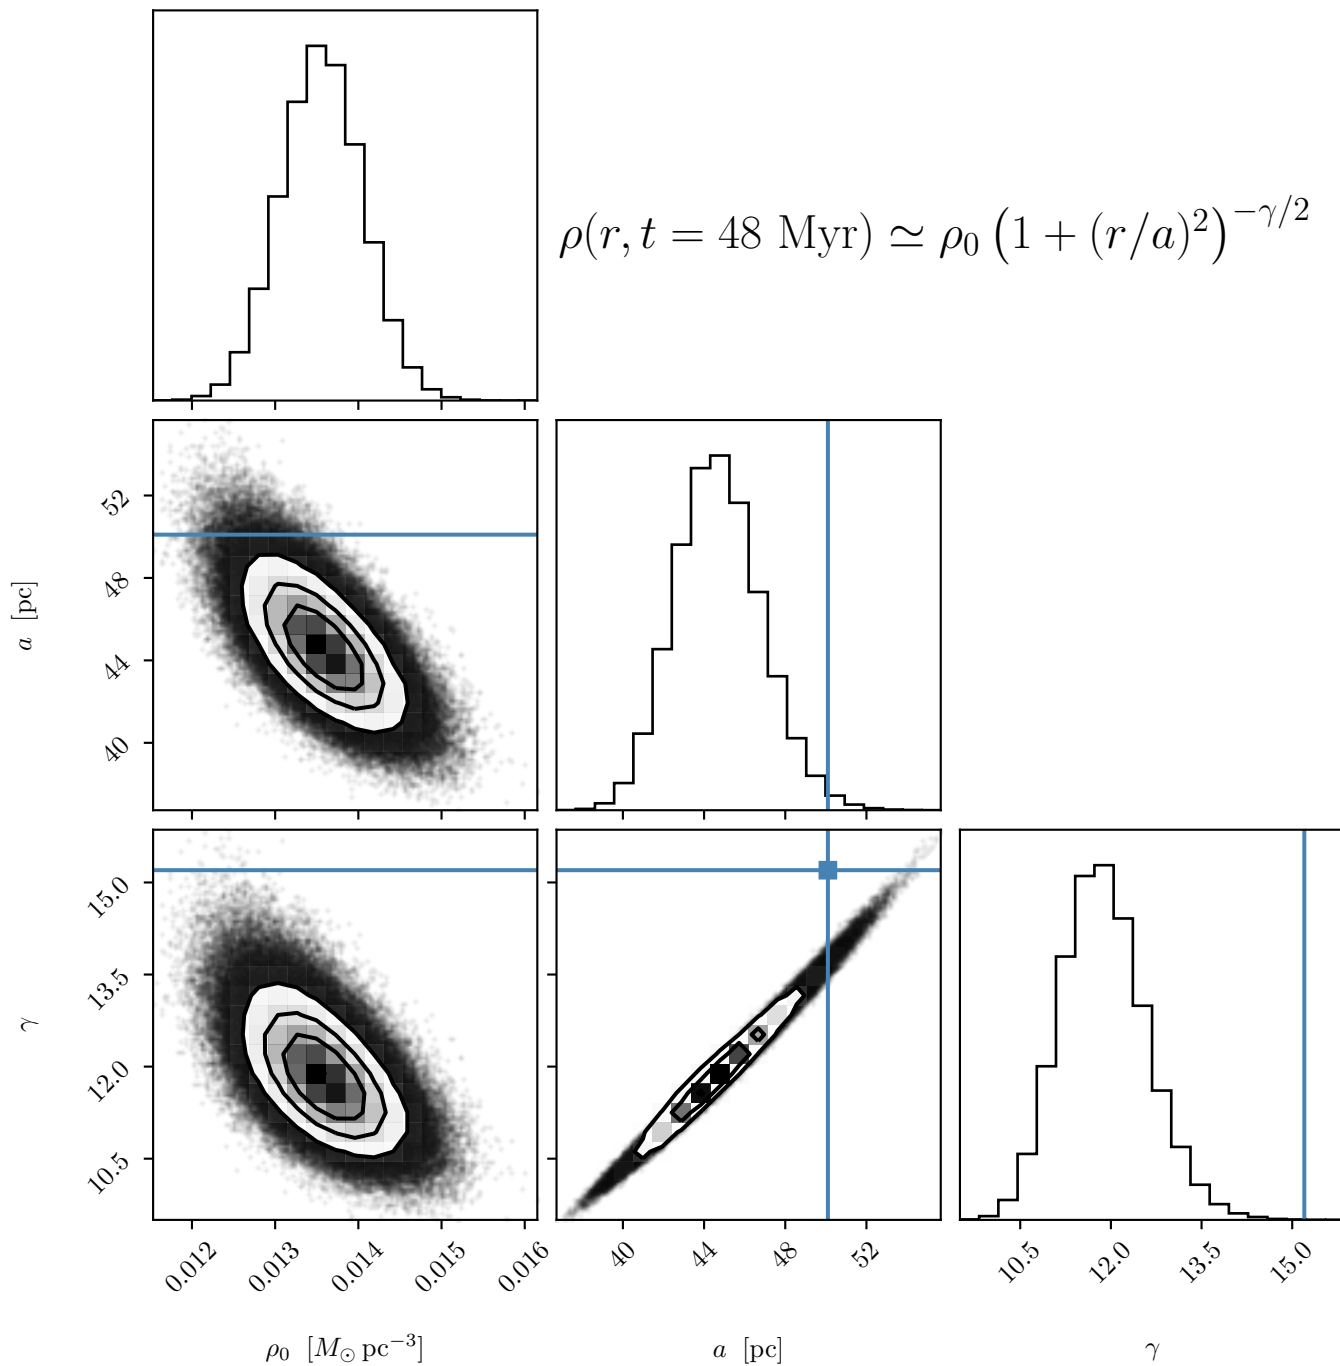 ρ(r, t = 48 Myr) ≃ ρ₀ (1 + (r/a)²)^{−γ/2}
52
48
44
40
a [pc]
15.0
13.5
12.0
10.5
γ
0.012 0.013 0.014 0.015 0.016
40 44 48 52
10.5 12.0 13.5 15.0
ρ₀ [M⊙ pc⁻³]
a [pc]
γ